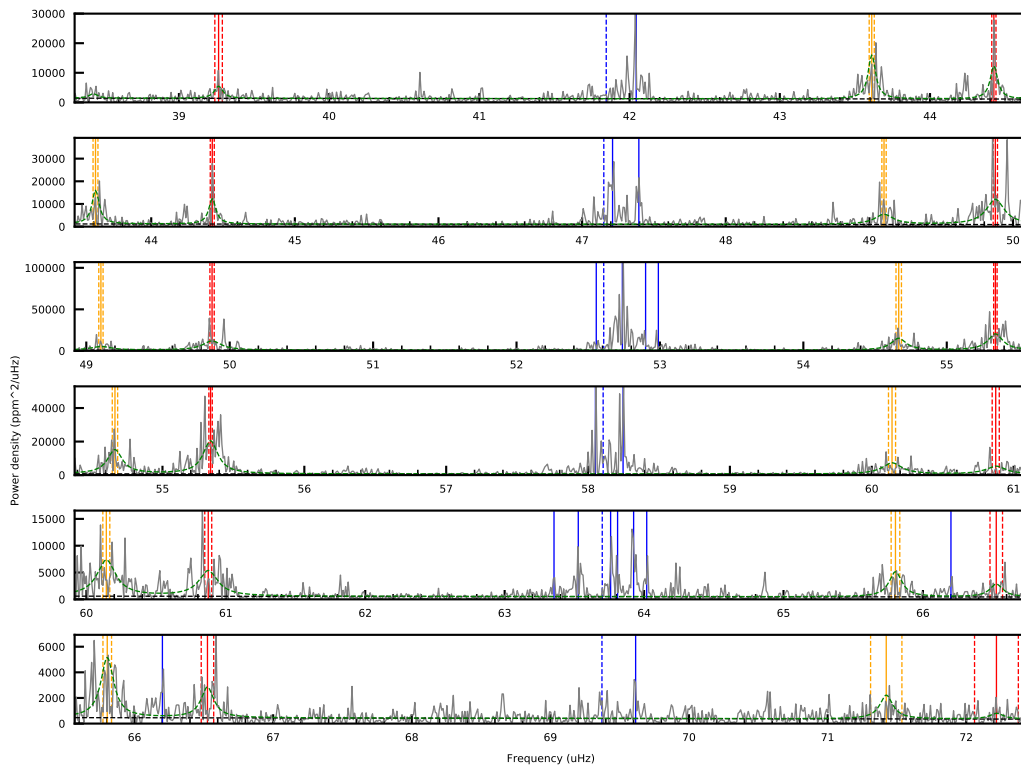 30000
20000
10000
0
39 40 41 42 43 44
30000
20000
10000
0
44 45 46 47 48 49 50
100000
50000
0
49 50 51 52 53 54 55
Power density (ppm^2/uHz)
40000
20000
0
55 56 57 58 59 60 61
15000
10000
5000
0
60 61 62 63 64 65 66
6000
4000
2000
0
66 67 68 69 70 71 72
Frequency (uHz)